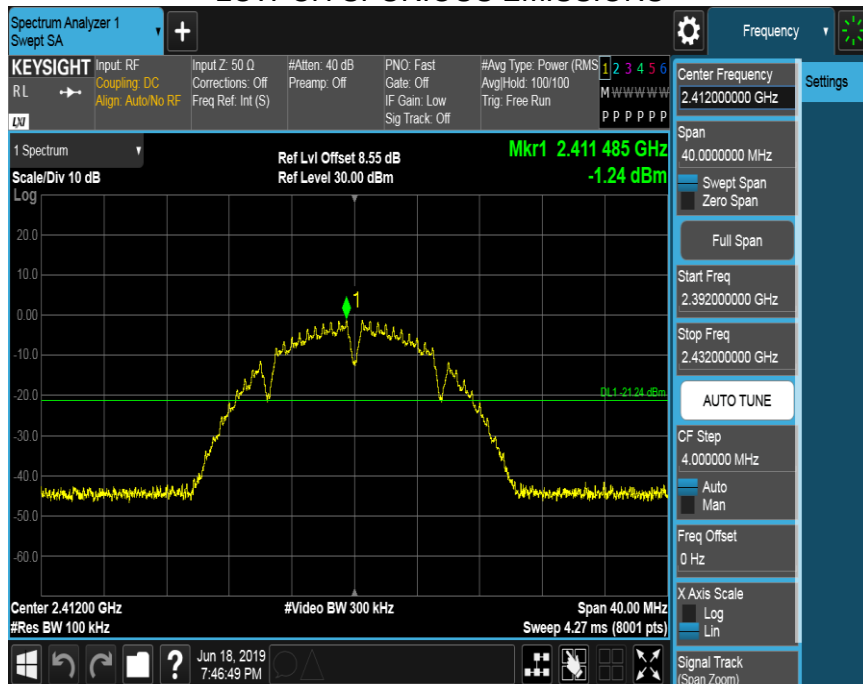 LOW CH SPURIOUS EMISSIONS
Spectrum Analyzer 1
Swept SA
+
Frequency
KEYSIGHT
RL
LXI
Input: RF
Coupling: DC
Align: Auto/No RF
Input Z: 50 Ω
Corrections: Off
Freq Ref: Int (S)
#Atten: 40 dB
Preamp: Off
PNO: Fast
Gate: Off
IF Gain: Low
Sig Track: Off
#Avg Type: Power (RMS
Avg|Hold: 100/100
Trig: Free Run
1 2 3 4 5 6
M W W W W W
P P P P P P
1 Spectrum
Scale/Div 10 dB
Ref Lvl Offset 8.55 dB
Ref Level 30.00 dBm
Mkr1 2.411 485 GHz
-1.24 dBm
Log
20.0
10.0
0.00
-10.0
-20.0
-30.0
-40.0
-50.0
-60.0
1
DL1 -21.24 dBm
Center 2.41200 GHz
#Res BW 100 kHz
#Video BW 300 kHz
Span 40.00 MHz
Sweep 4.27 ms (8001 pts)
?
Jun 18, 2019
7:46:49 PM
Center Frequency
2.412000000 GHz
Settings
Span
40.0000000 MHz
Swept Span
Zero Span
Full Span
Start Freq
2.392000000 GHz
Stop Freq
2.432000000 GHz
AUTO TUNE
CF Step
4.000000 MHz
Auto
Man
Freq Offset
0 Hz
X Axis Scale
Log
Lin
Signal Track
(Span Zoom)